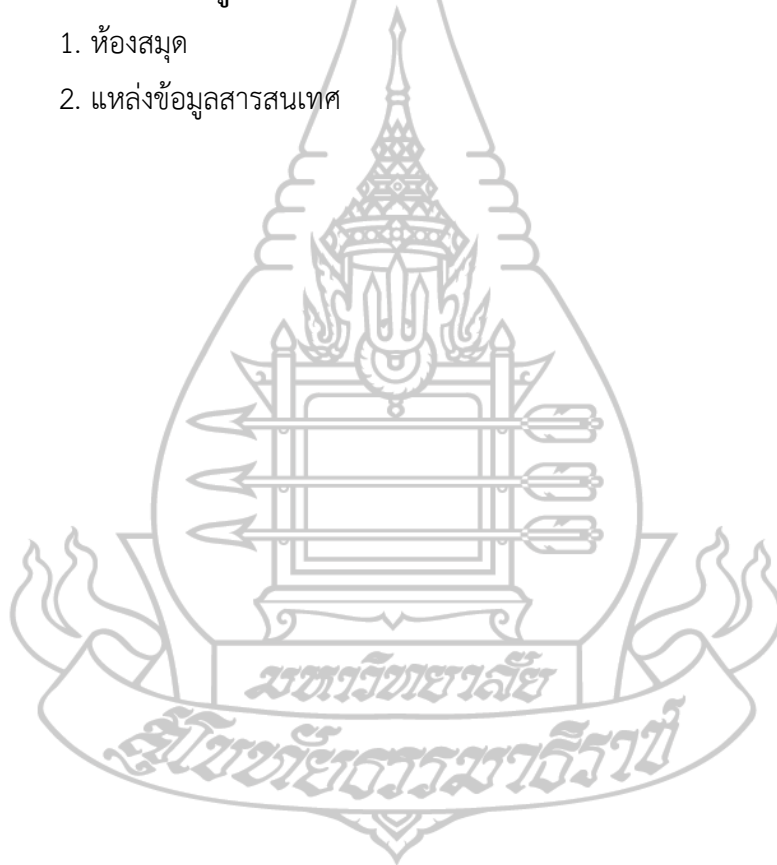 1. ห้องสมุด
2. แหล่งข้อมูลสารสนเทศ
มหาวิทยาลัย
สุโขทัยธรรมาธิราช